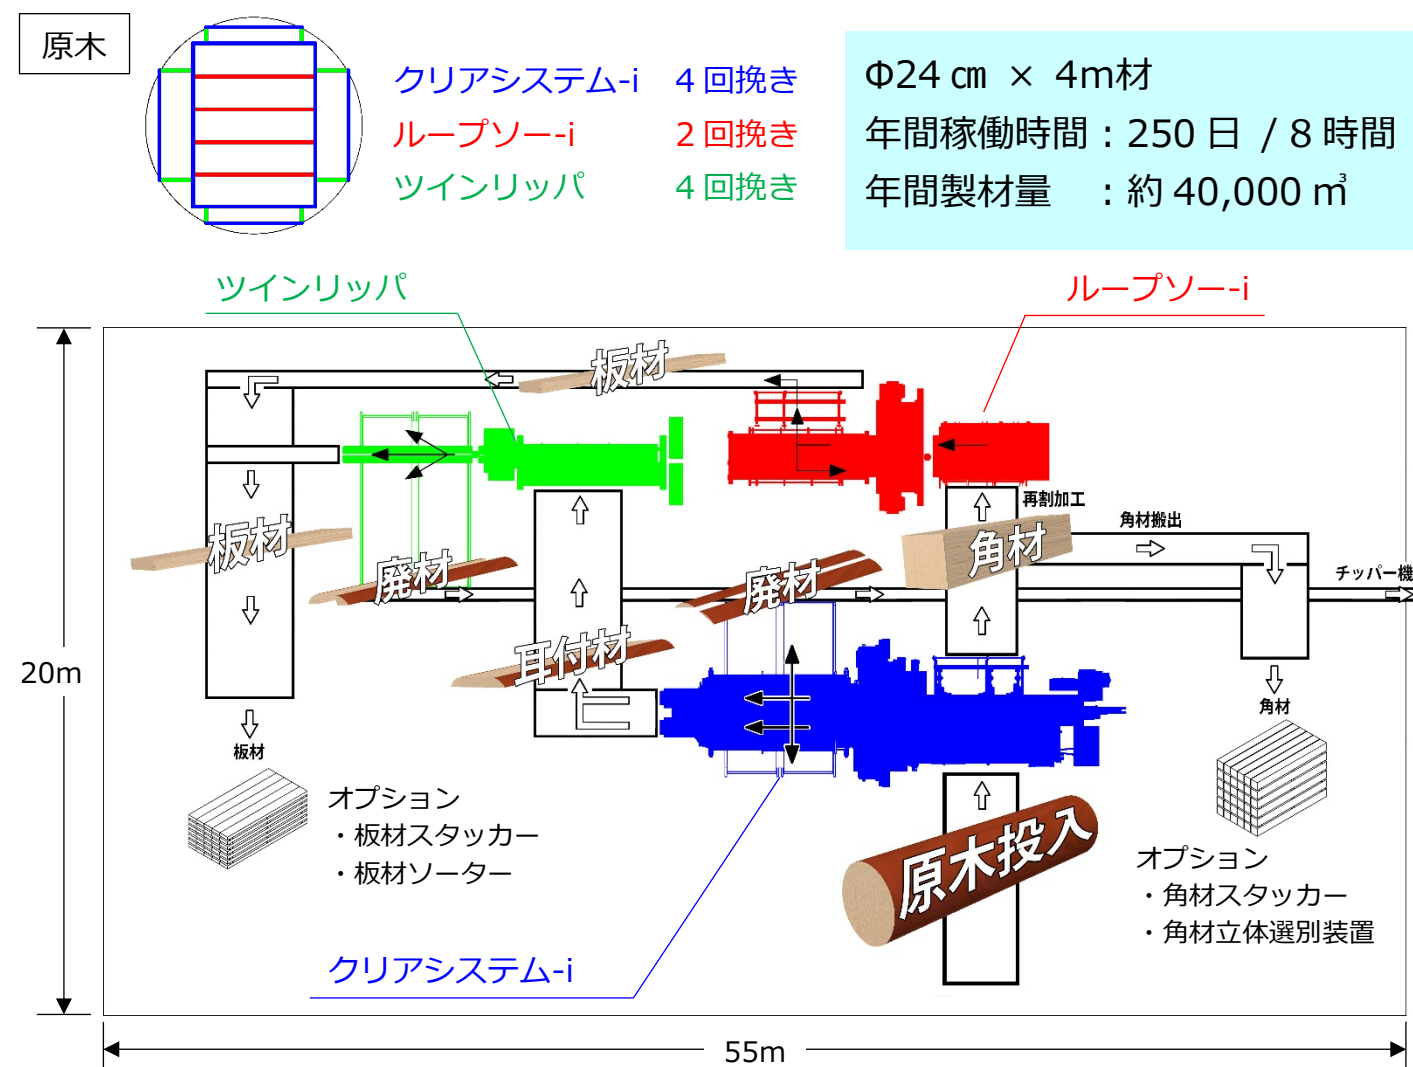 原木
クリアシステム-i 4回挽き
ループソー-i 2回挽き
ツインリッパ 4回挽き
Φ24㎝ × 4m材
年間稼働時間：250日 / 8時間
年間製材量 ：約40,000㎥
ツインリッパ
ループソー-i
板材
再割加工
角材搬出
板材
角材
廃材
廃材
チッパー機
耳付材
20m
板材
角材
オプション
・板材スタッカー
・板材ソーター
原木投入
オプション
・角材スタッカー
・角材立体選別装置
クリアシステム-i
55m